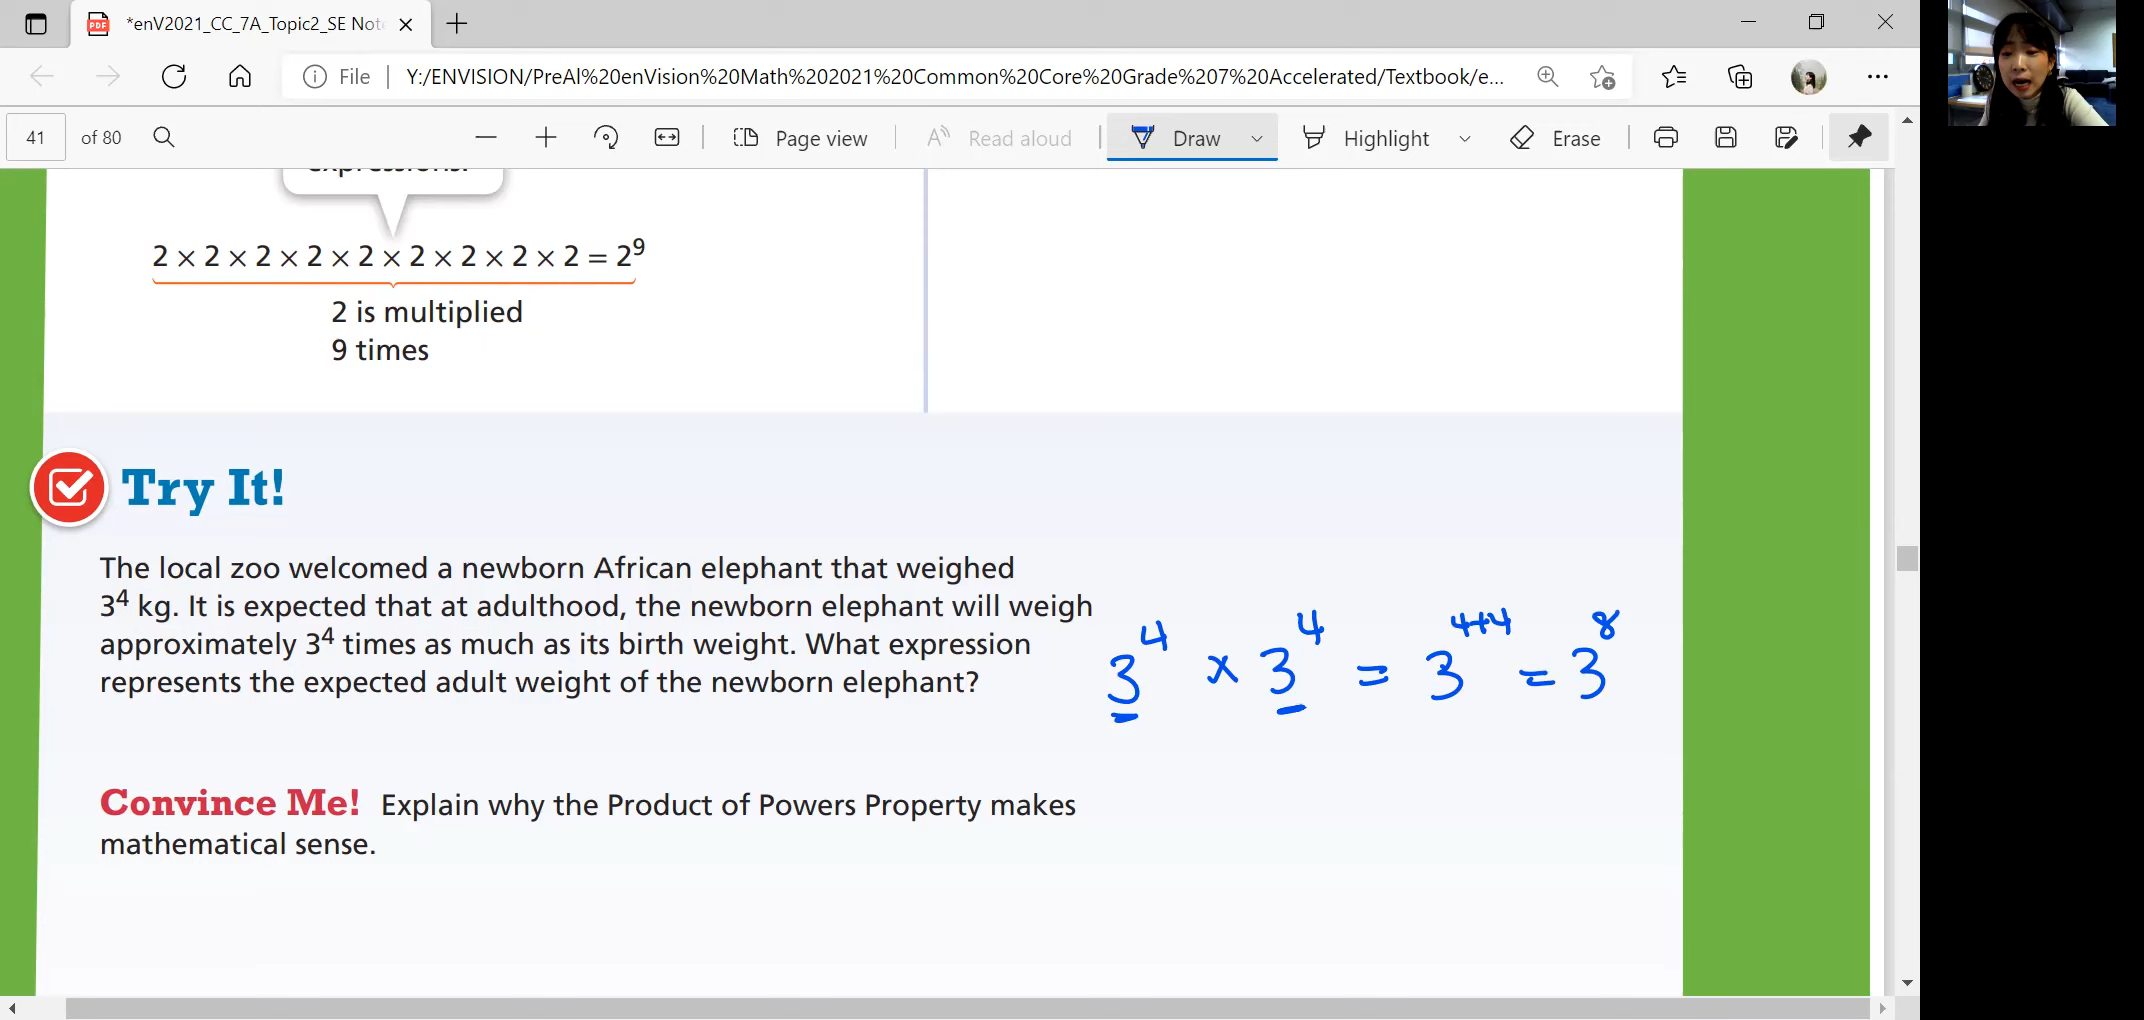 *enV2021_CC_7A_Topic2_SE Not
File
Y:/ENVISION/PreAl%20enVision%20Math%202021%20Common%20Core%20Grade%207%20Accelerated/Textbook/e...
41 of 80
Page view
Read aloud
Draw
Highlight
Erase
expressions.
2 × 2 × 2 × 2 × 2 × 2 × 2 × 2 × 2 = 2⁹
2 is multiplied
9 times
Try It!
The local zoo welcomed a newborn African elephant that weighed
3⁴ kg. It is expected that at adulthood, the newborn elephant will weigh
approximately 3⁴ times as much as its birth weight. What expression
represents the expected adult weight of the newborn elephant?
3⁴ × 3⁴ = 3⁴⁺⁴ = 3⁸
Convince Me! Explain why the Product of Powers Property makes
mathematical sense.